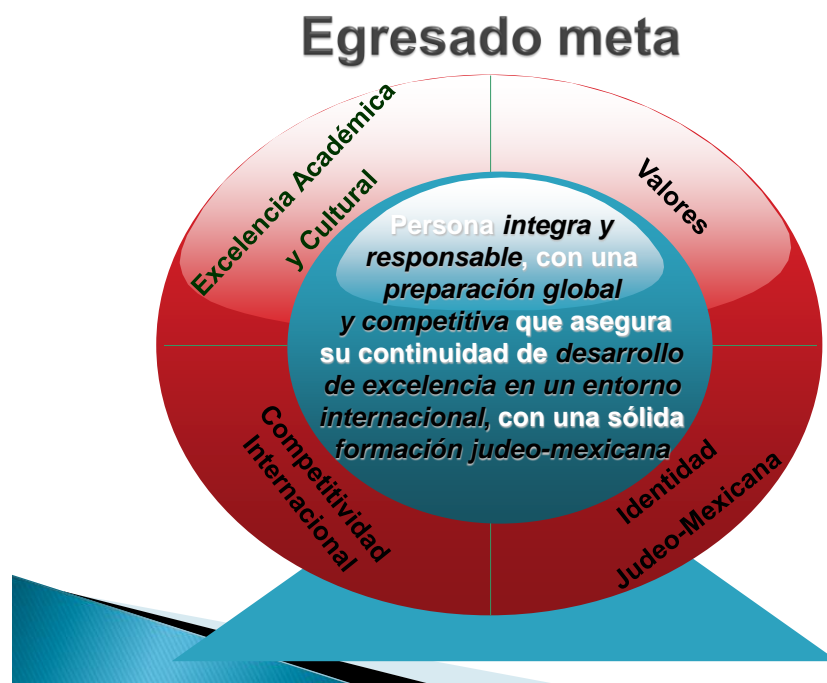 Egresado meta
Excelencia Académica
y Cultural
Valores
Persona integra y
responsable, con una
preparación global
y competitiva que asegura
su continuidad de desarrollo
de excelencia en un entorno
internacional, con una sólida
formación judeo-mexicana
Competitividad
Internacional
Identidad
Judeo-Mexicana